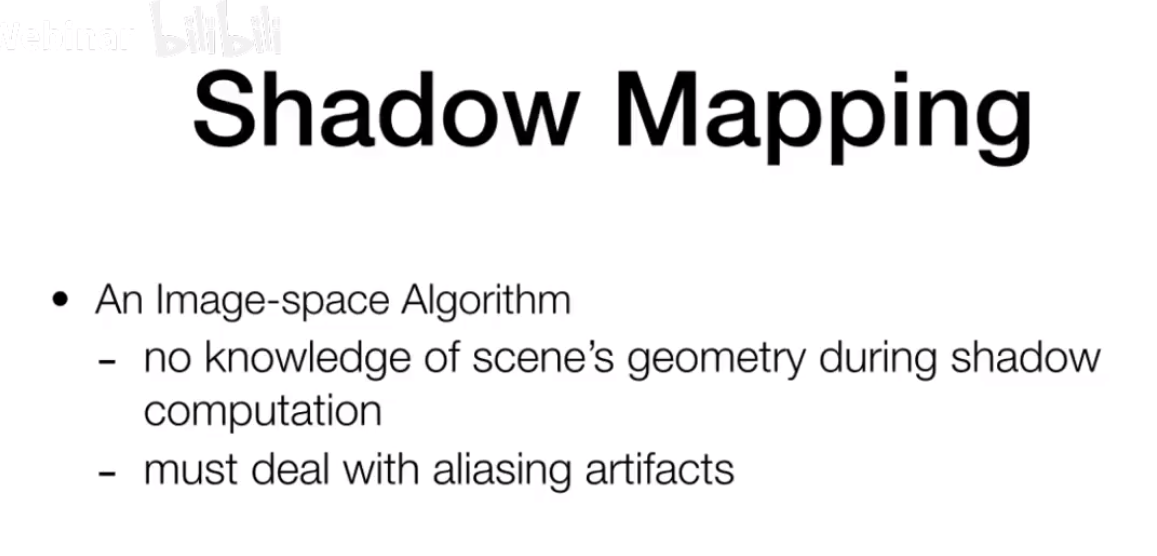 Webinar bilibili
Shadow Mapping
• An Image-space Algorithm
- no knowledge of scene's geometry during shadow
computation
- must deal with aliasing artifacts